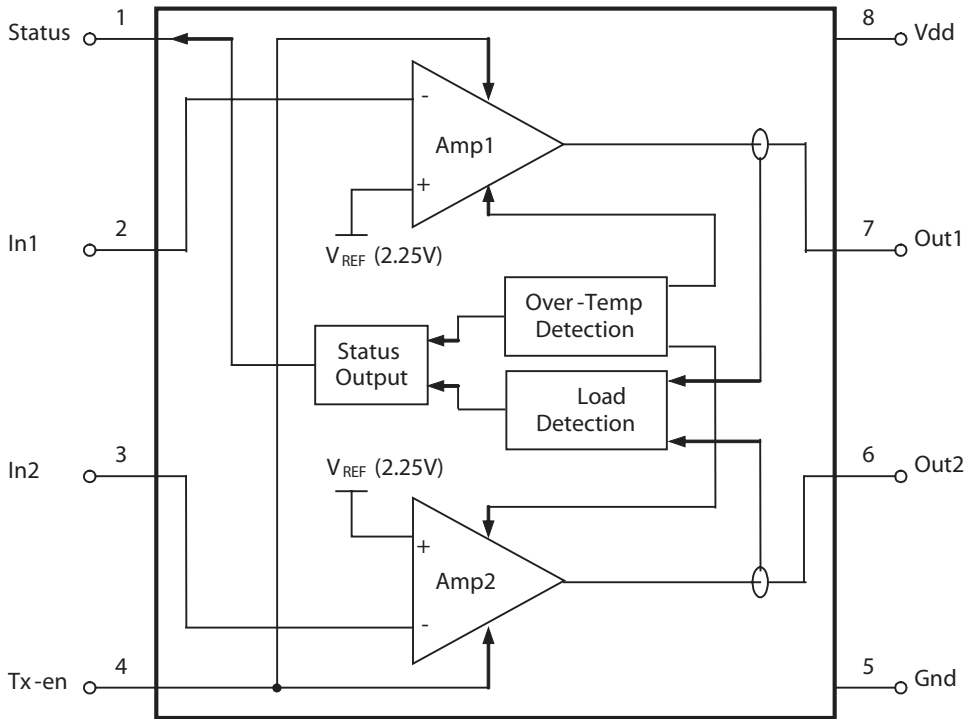 Status
1
8
Vdd
-
Amp1
+
In1
2
VREF (2.25V)
7
Out1
Over-Temp
Detection
Status
Output
Load
Detection
In2
3
VREF (2.25V)
6
Out2
+
Amp2
-
Tx-en
4
5
Gnd